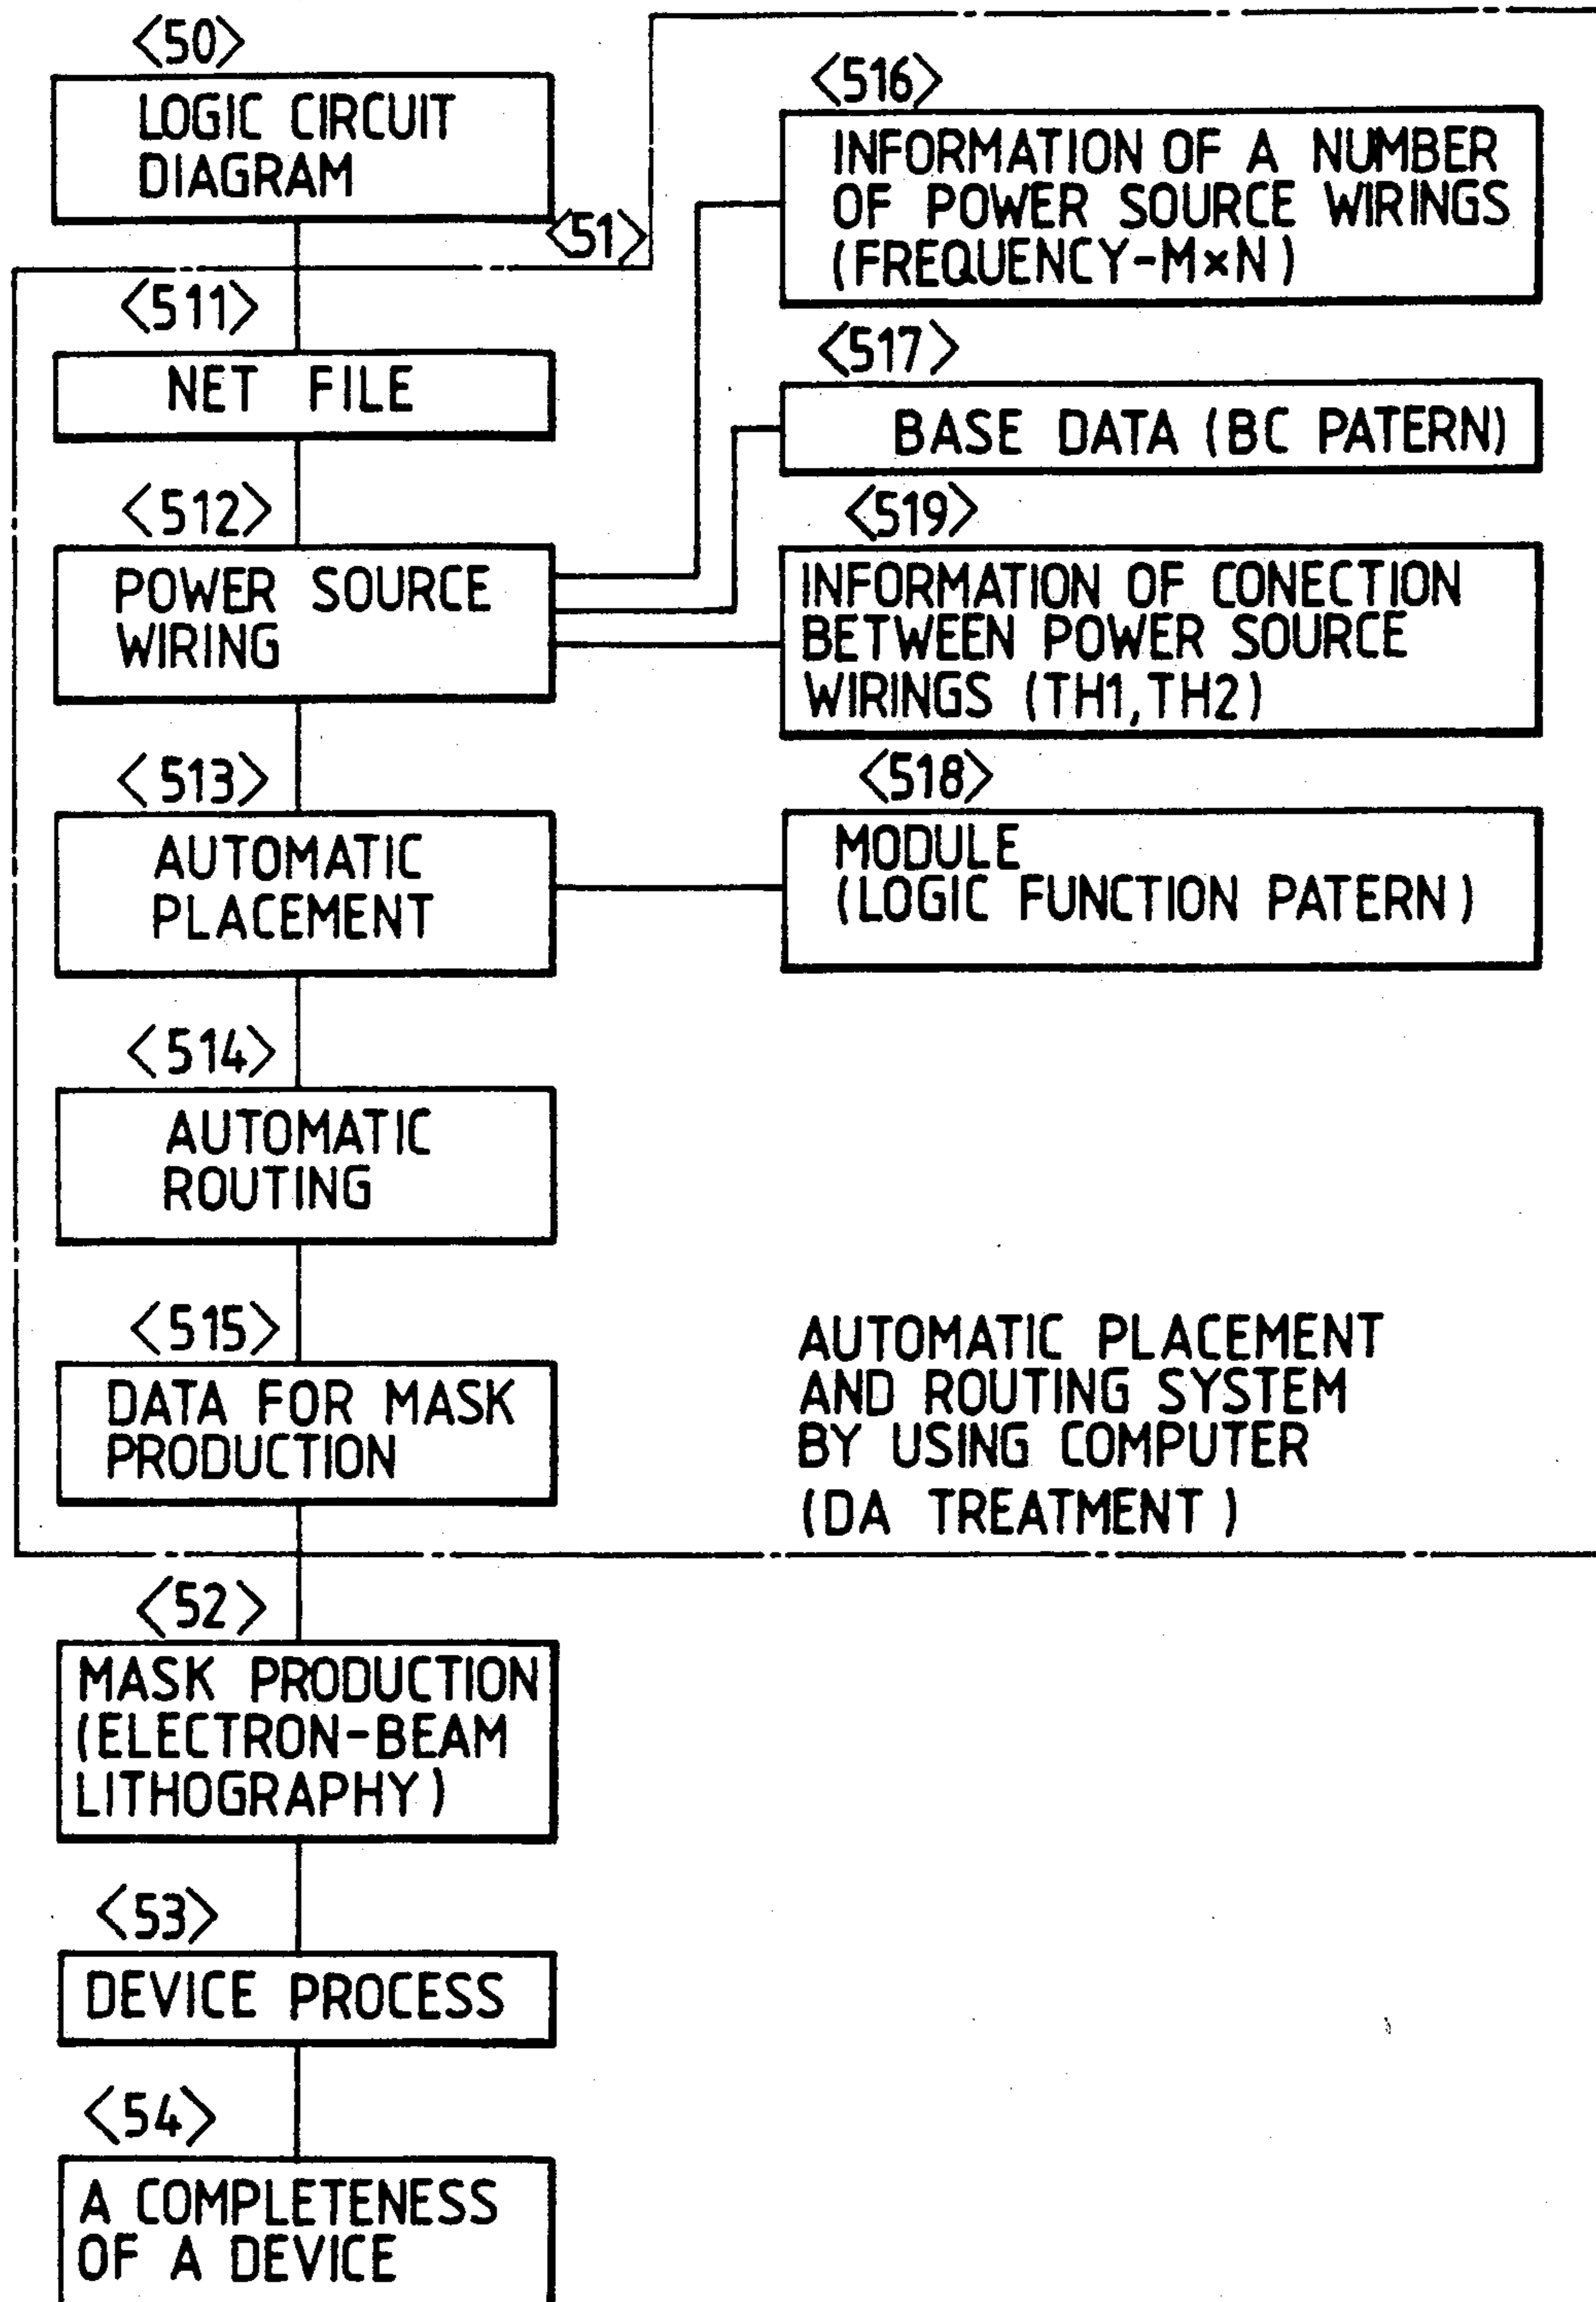 <50>
LOGIC CIRCUIT
DIAGRAM
<51>
<511>
NET FILE
<512>
POWER SOURCE
WIRING
<513>
AUTOMATIC
PLACEMENT
<514>
AUTOMATIC
ROUTING
<515>
DATA FOR MASK
PRODUCTION
<516>
INFORMATION OF A NUMBER
OF POWER SOURCE WIRINGS
(FREQUENCY-M×N)
<517>
BASE DATA (BC PATERN)
<519>
INFORMATION OF CONECTION
BETWEEN POWER SOURCE
WIRINGS (TH1,TH2)
<518>
MODULE
(LOGIC FUNCTION PATERN)
AUTOMATIC PLACEMENT
AND ROUTING SYSTEM
BY USING COMPUTER
(DA TREATMENT)
<52>
MASK PRODUCTION
(ELECTRON-BEAM
LITHOGRAPHY)
<53>
DEVICE PROCESS
<54>
A COMPLETENESS
OF A DEVICE